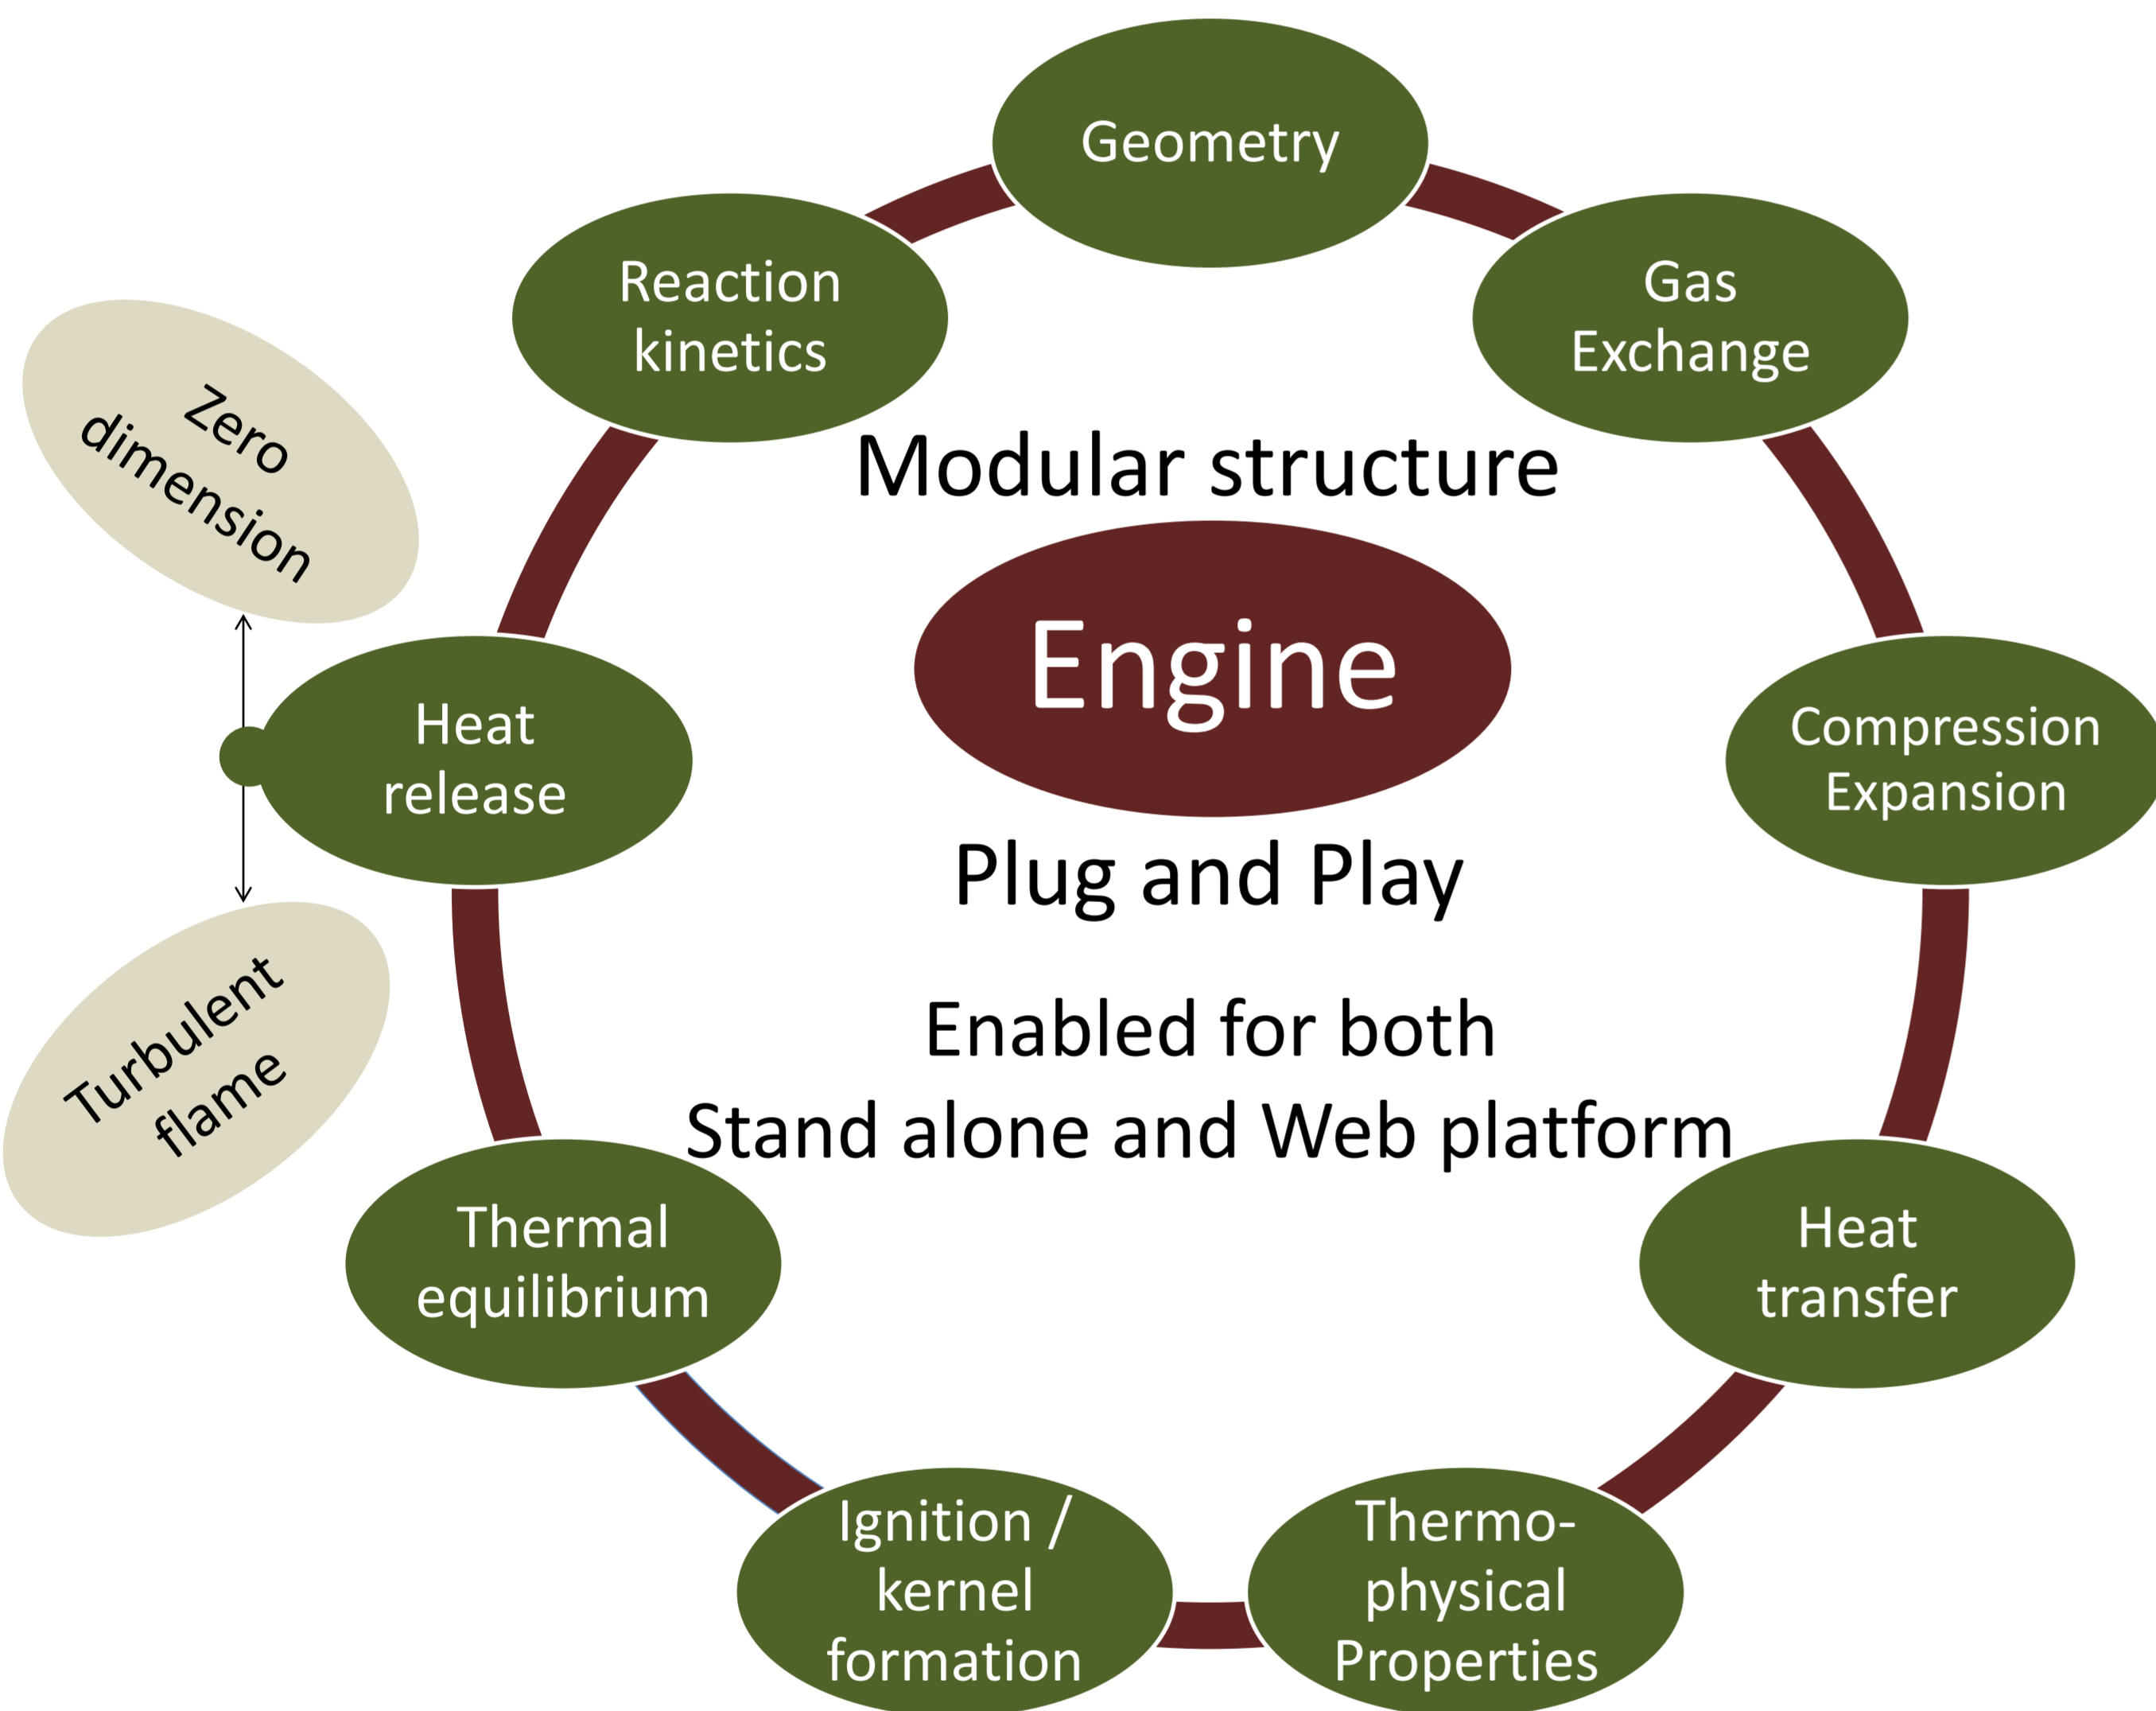 Geometry
Reaction
kinetics
Gas
Exchange
Zero
dimension
Modular structure
Engine
Heat
release
Compression
Expansion
Plug and Play
Turbulent
flame
Enabled for both
Stand alone and Web platform
Thermal
equilibrium
Heat
transfer
Ignition /
kernel
formation
Thermo-
physical
Properties